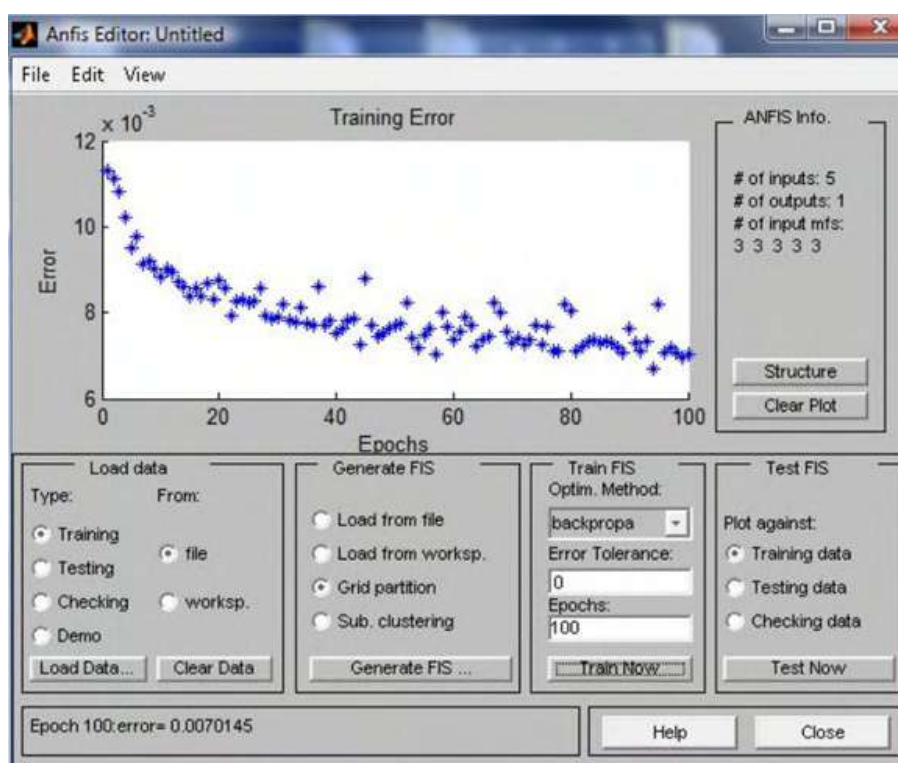 Anfis Editor: Untitled
File Edit View
x 10⁻³
Training Error
12
10
8
6
Error
0 20 40 60 80 100
Epochs
ANFIS Info.
# of inputs: 5
# of outputs: 1
# of input mfs:
3 3 3 3 3
Structure
Clear Plot
Load data
Type: From:
Training
Testing
Checking
Demo
file
worksp.
Load Data...
Clear Data
Generate FIS
Load from file
Load from worksp.
Grid partition
Sub. clustering
Generate FIS ...
Train FIS
Optim. Method:
backpropa
Error Tolerance:
0
Epochs:
100
Train Now
Test FIS
Plot against:
Training data
Testing data
Checking data
Test Now
Epoch 100:error= 0.0070145
Help
Close